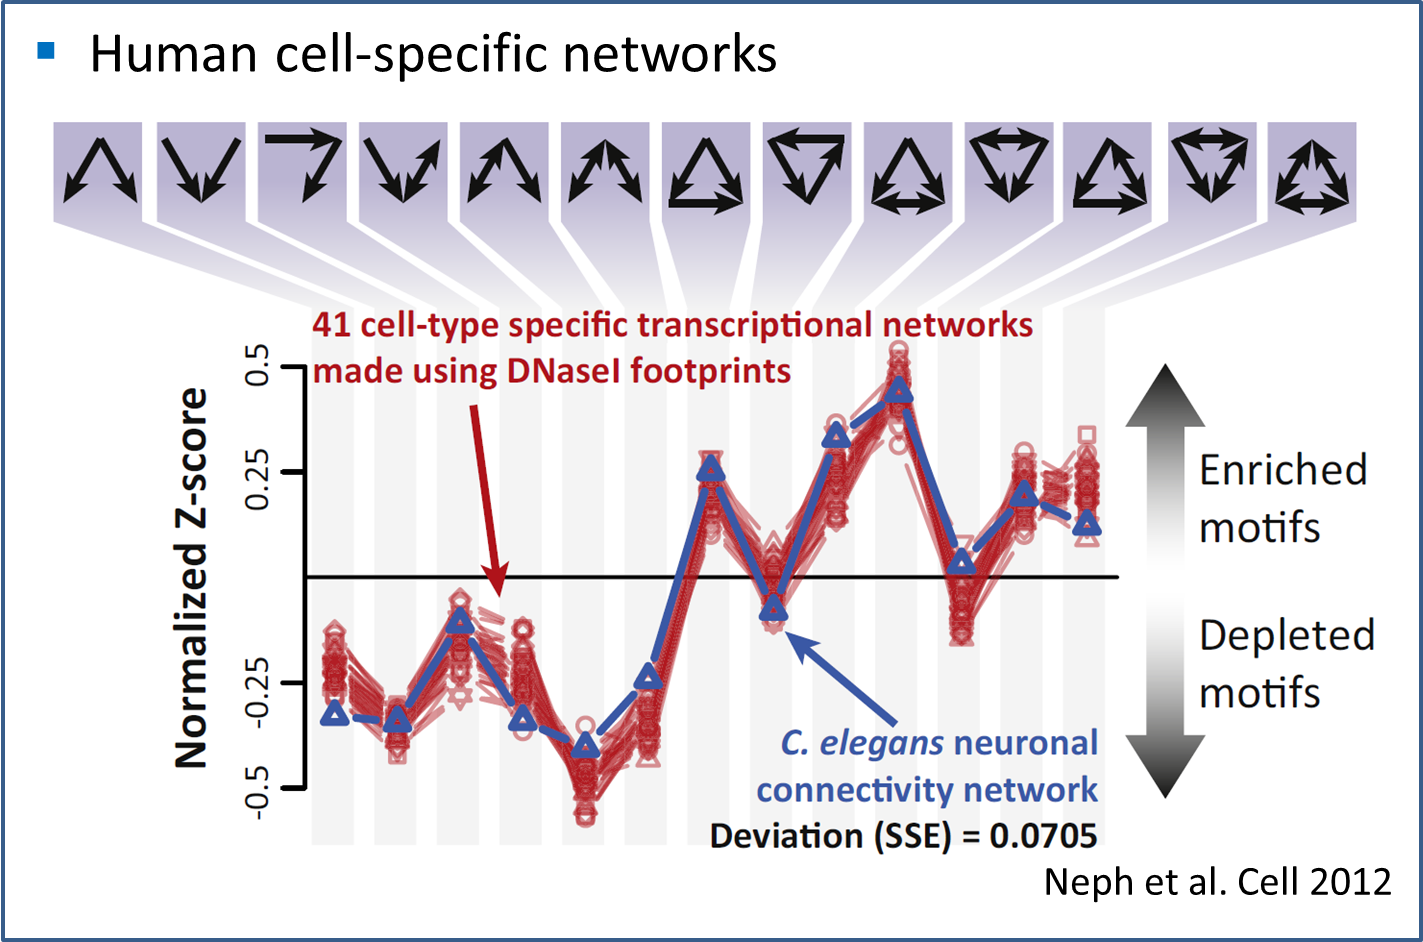 Human cell-specific networks
41 cell-type specific transcriptional networks
made using DNaseI footprints
Normalized Z-score
0.5
0.25
-0.25
-0.5
Enriched
motifs
Depleted
motifs
C. elegans neuronal
connectivity network
Deviation (SSE) = 0.0705
Neph et al. Cell 2012